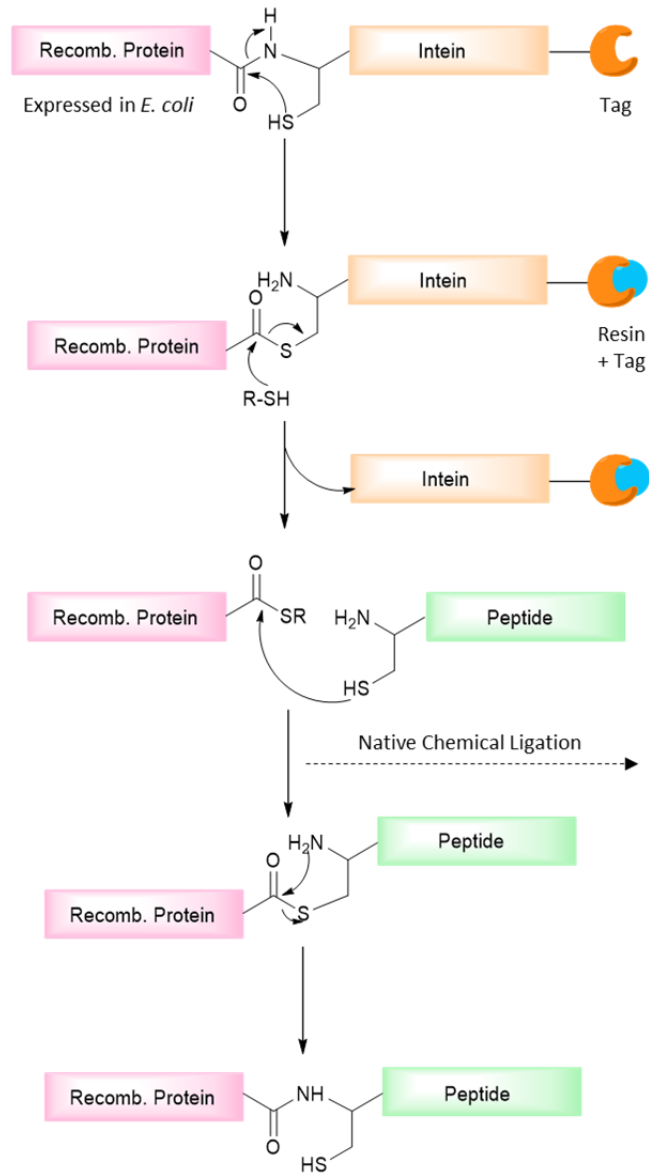 H
Recomb. Protein
N
Intein
O
HS
Expressed in E. coli
Tag
H₂N
Intein
O
Recomb. Protein
S
Resin
+ Tag
R-SH
Intein
O
Recomb. Protein
SR
H₂N
Peptide
HS
Native Chemical Ligation
H₂N
Peptide
O
Recomb. Protein
S
Recomb. Protein
NH
Peptide
O
HS